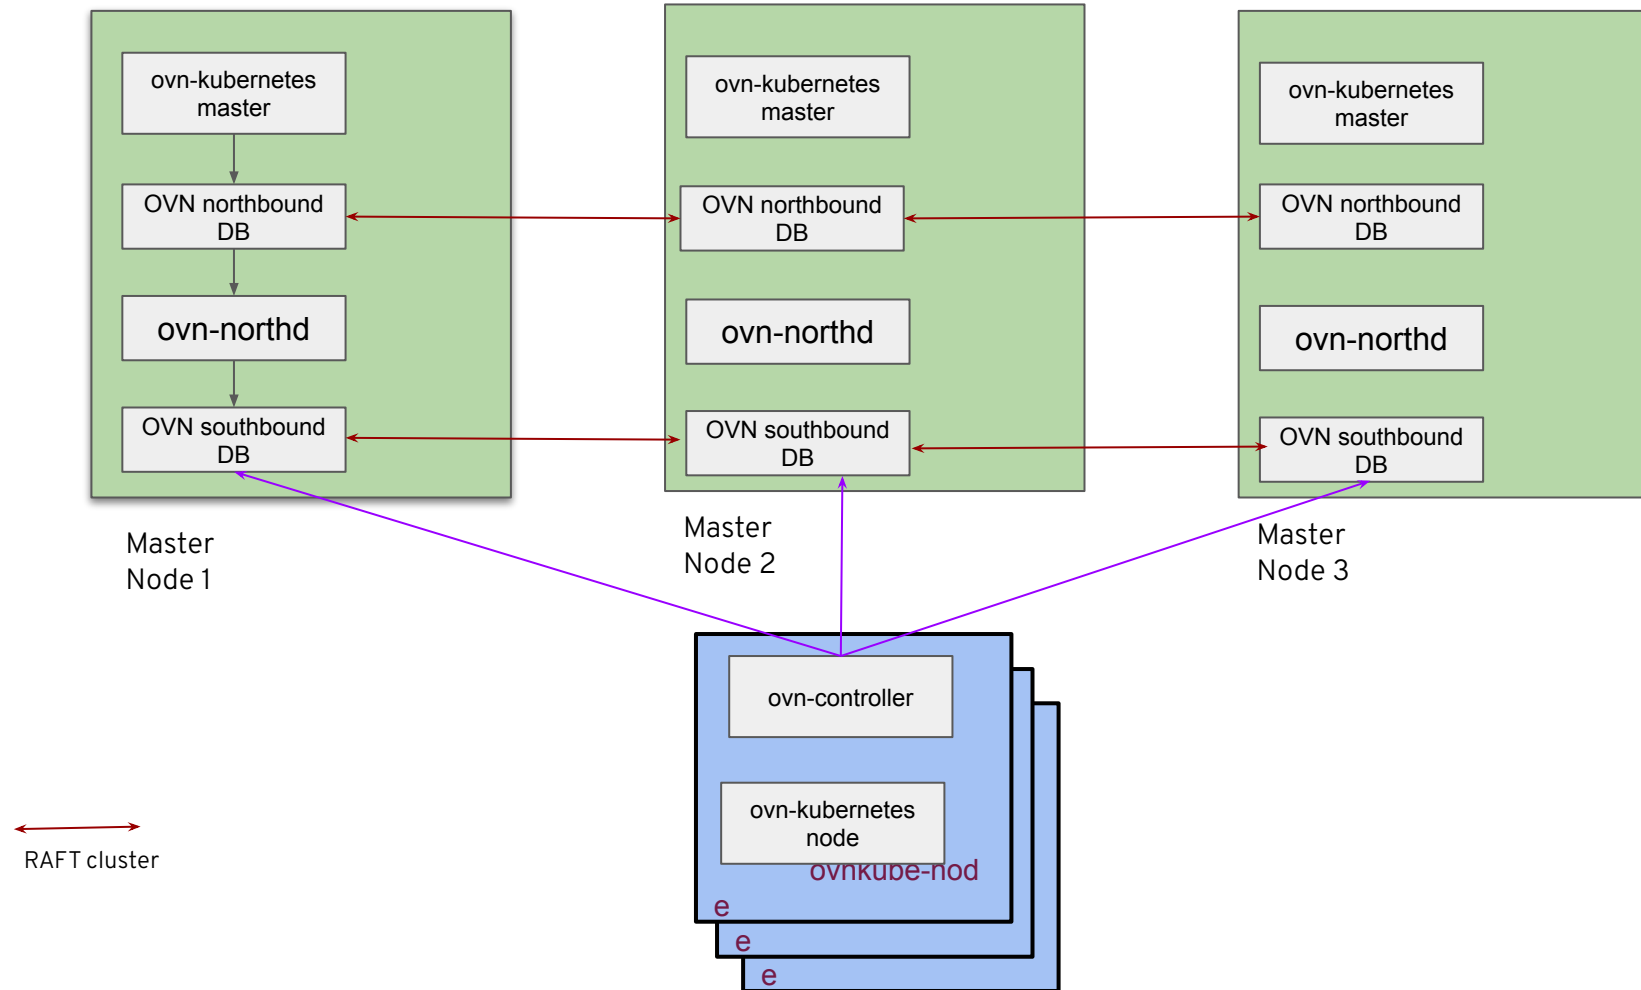 ovn-kubernetes
master
OVN northbound
DB
ovn-northd
OVN southbound
DB
Master
Node 1
ovn-kubernetes
master
OVN northbound
DB
ovn-northd
OVN southbound
DB
Master
Node 2
ovn-kubernetes
master
OVN northbound
DB
ovn-northd
OVN southbound
DB
Master
Node 3
ovn-controller
ovn-kubernetes
node
ovnkube-nod
e
e
e
RAFT cluster